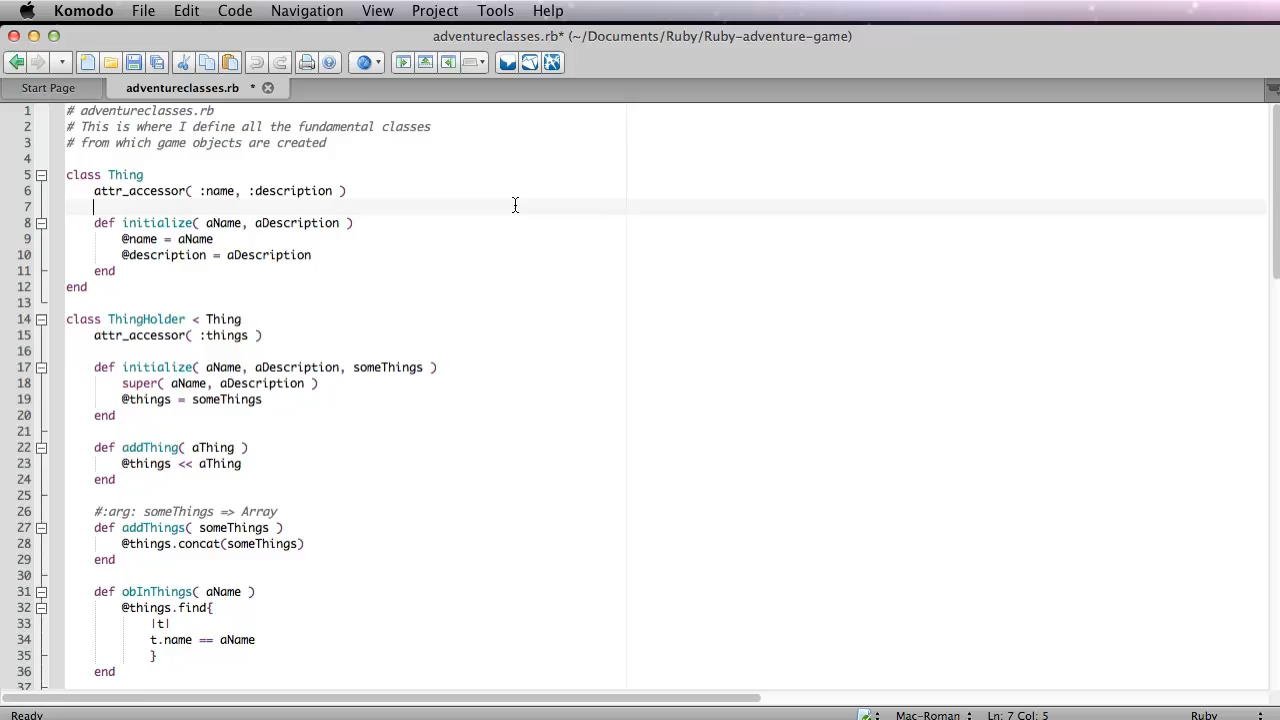 Komodo File Edit Code Navigation View Project Tools Help
adventureclasses.rb* (~/Documents/Ruby/Ruby-adventure-game)
Start Page adventureclasses.rb *
1 # adventureclasses.rb
2 # This is where I define all the fundamental classes
3 # from which game objects are created
4
5 class Thing
6 attr_accessor( :name, :description )
7
8 def initialize( aName, aDescription )
9 @name = aName
10 @description = aDescription
11 end
12 end
13
14 class ThingHolder < Thing
15 attr_accessor( :things )
16
17 def initialize( aName, aDescription, someThings )
18 super( aName, aDescription )
19 @things = someThings
20 end
21
22 def addThing( aThing )
23 @things << aThing
24 end
25
26 #:arg: someThings => Array
27 def addThings( someThings )
28 @things.concat(someThings)
29 end
30
31 def obInThings( aName )
32 @things.find{
33 |t|
34 t.name == aName
35 }
36 end
37
Ready Mac-Roman Ln: 7 Col: 5 Ruby